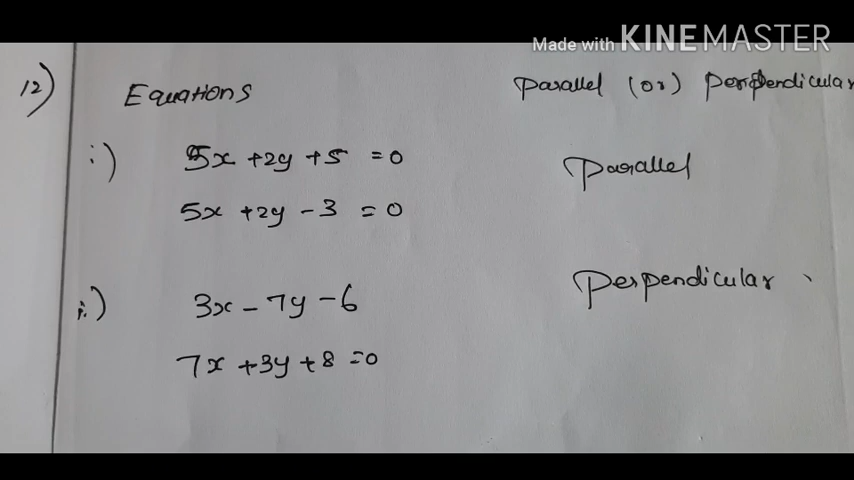 Made with KINEMASTER
12) Equations Parallel (or) perpendicular
i) 5x + 2y + 5 = 0 Parallel
5x + 2y - 3 = 0
ii) 3x - 7y - 6 Perpendicular
7x + 3y + 8 = 0